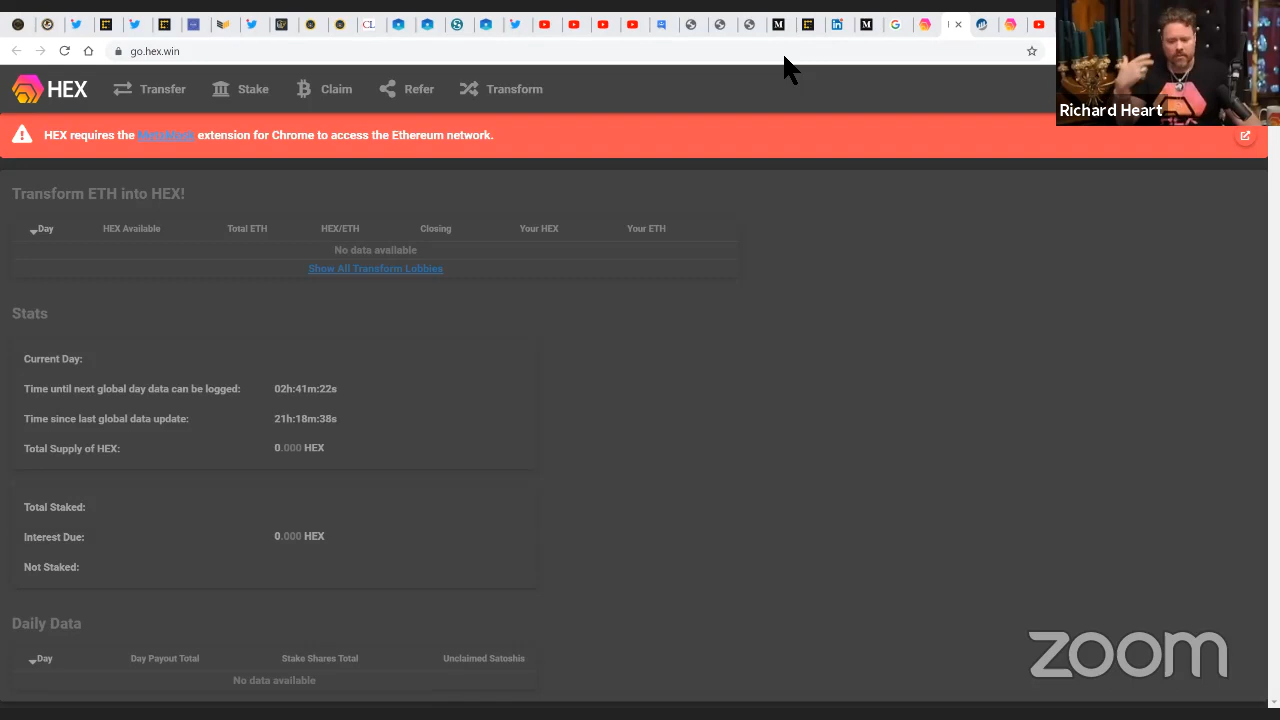 go.hex.win
HEX
Transfer
Stake
Claim
Refer
Transform
Richard Heart
HEX requires the MetaMask extension for Chrome to access the Ethereum network.
Transform ETH into HEX!
Day HEX Available Total ETH HEX/ETH Closing Your HEX Your ETH
No data available
Show All Transform Lobbies
Stats
Current Day:
Time until next global day data can be logged: 02h:41m:22s
Time since last global data update: 21h:18m:38s
Total Supply of HEX: 0.000 HEX
Total Staked:
Interest Due: 0.000 HEX
Not Staked:
Daily Data
Day Day Payout Total Stake Shares Total Unclaimed Satoshis
No data available
zoom